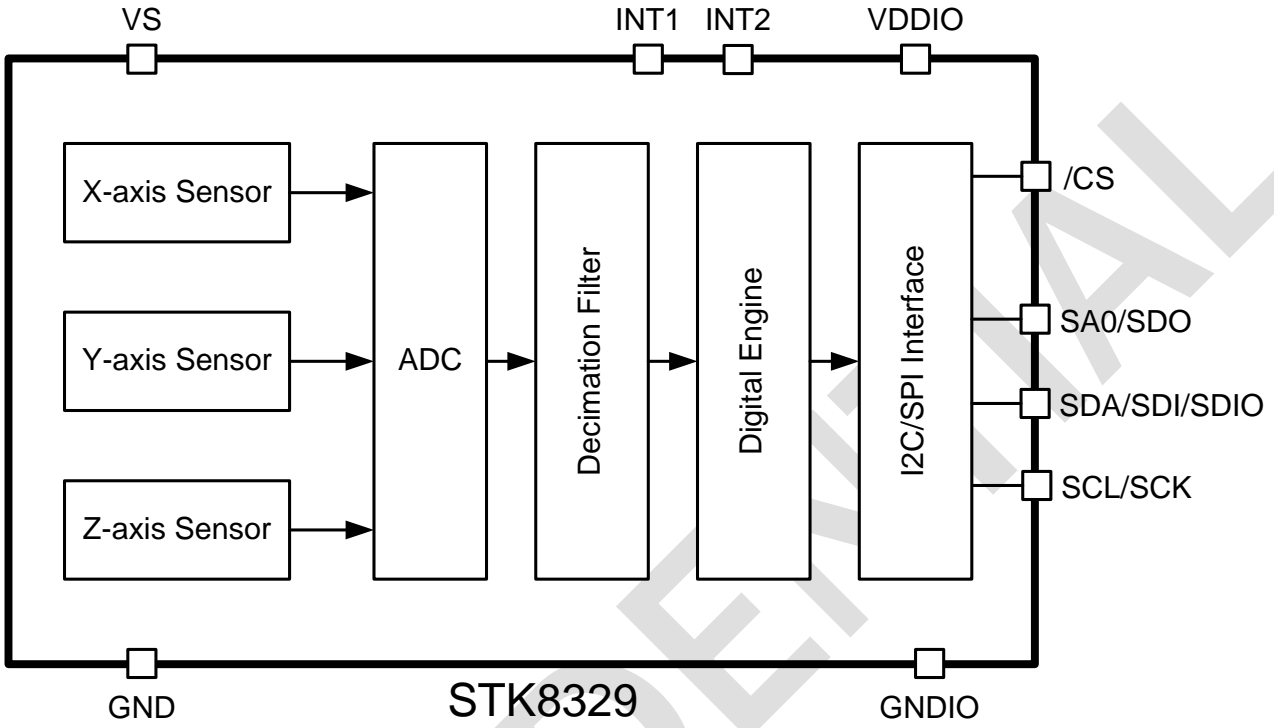 VS
INT1
INT2
VDDIO
X-axis Sensor
Y-axis Sensor
Z-axis Sensor
ADC
Decimation Filter
Digital Engine
I2C/SPI Interface
/CS
SA0/SDO
SDA/SDI/SDIO
SCL/SCK
GND
STK8329
GNDIO
DENTIAL